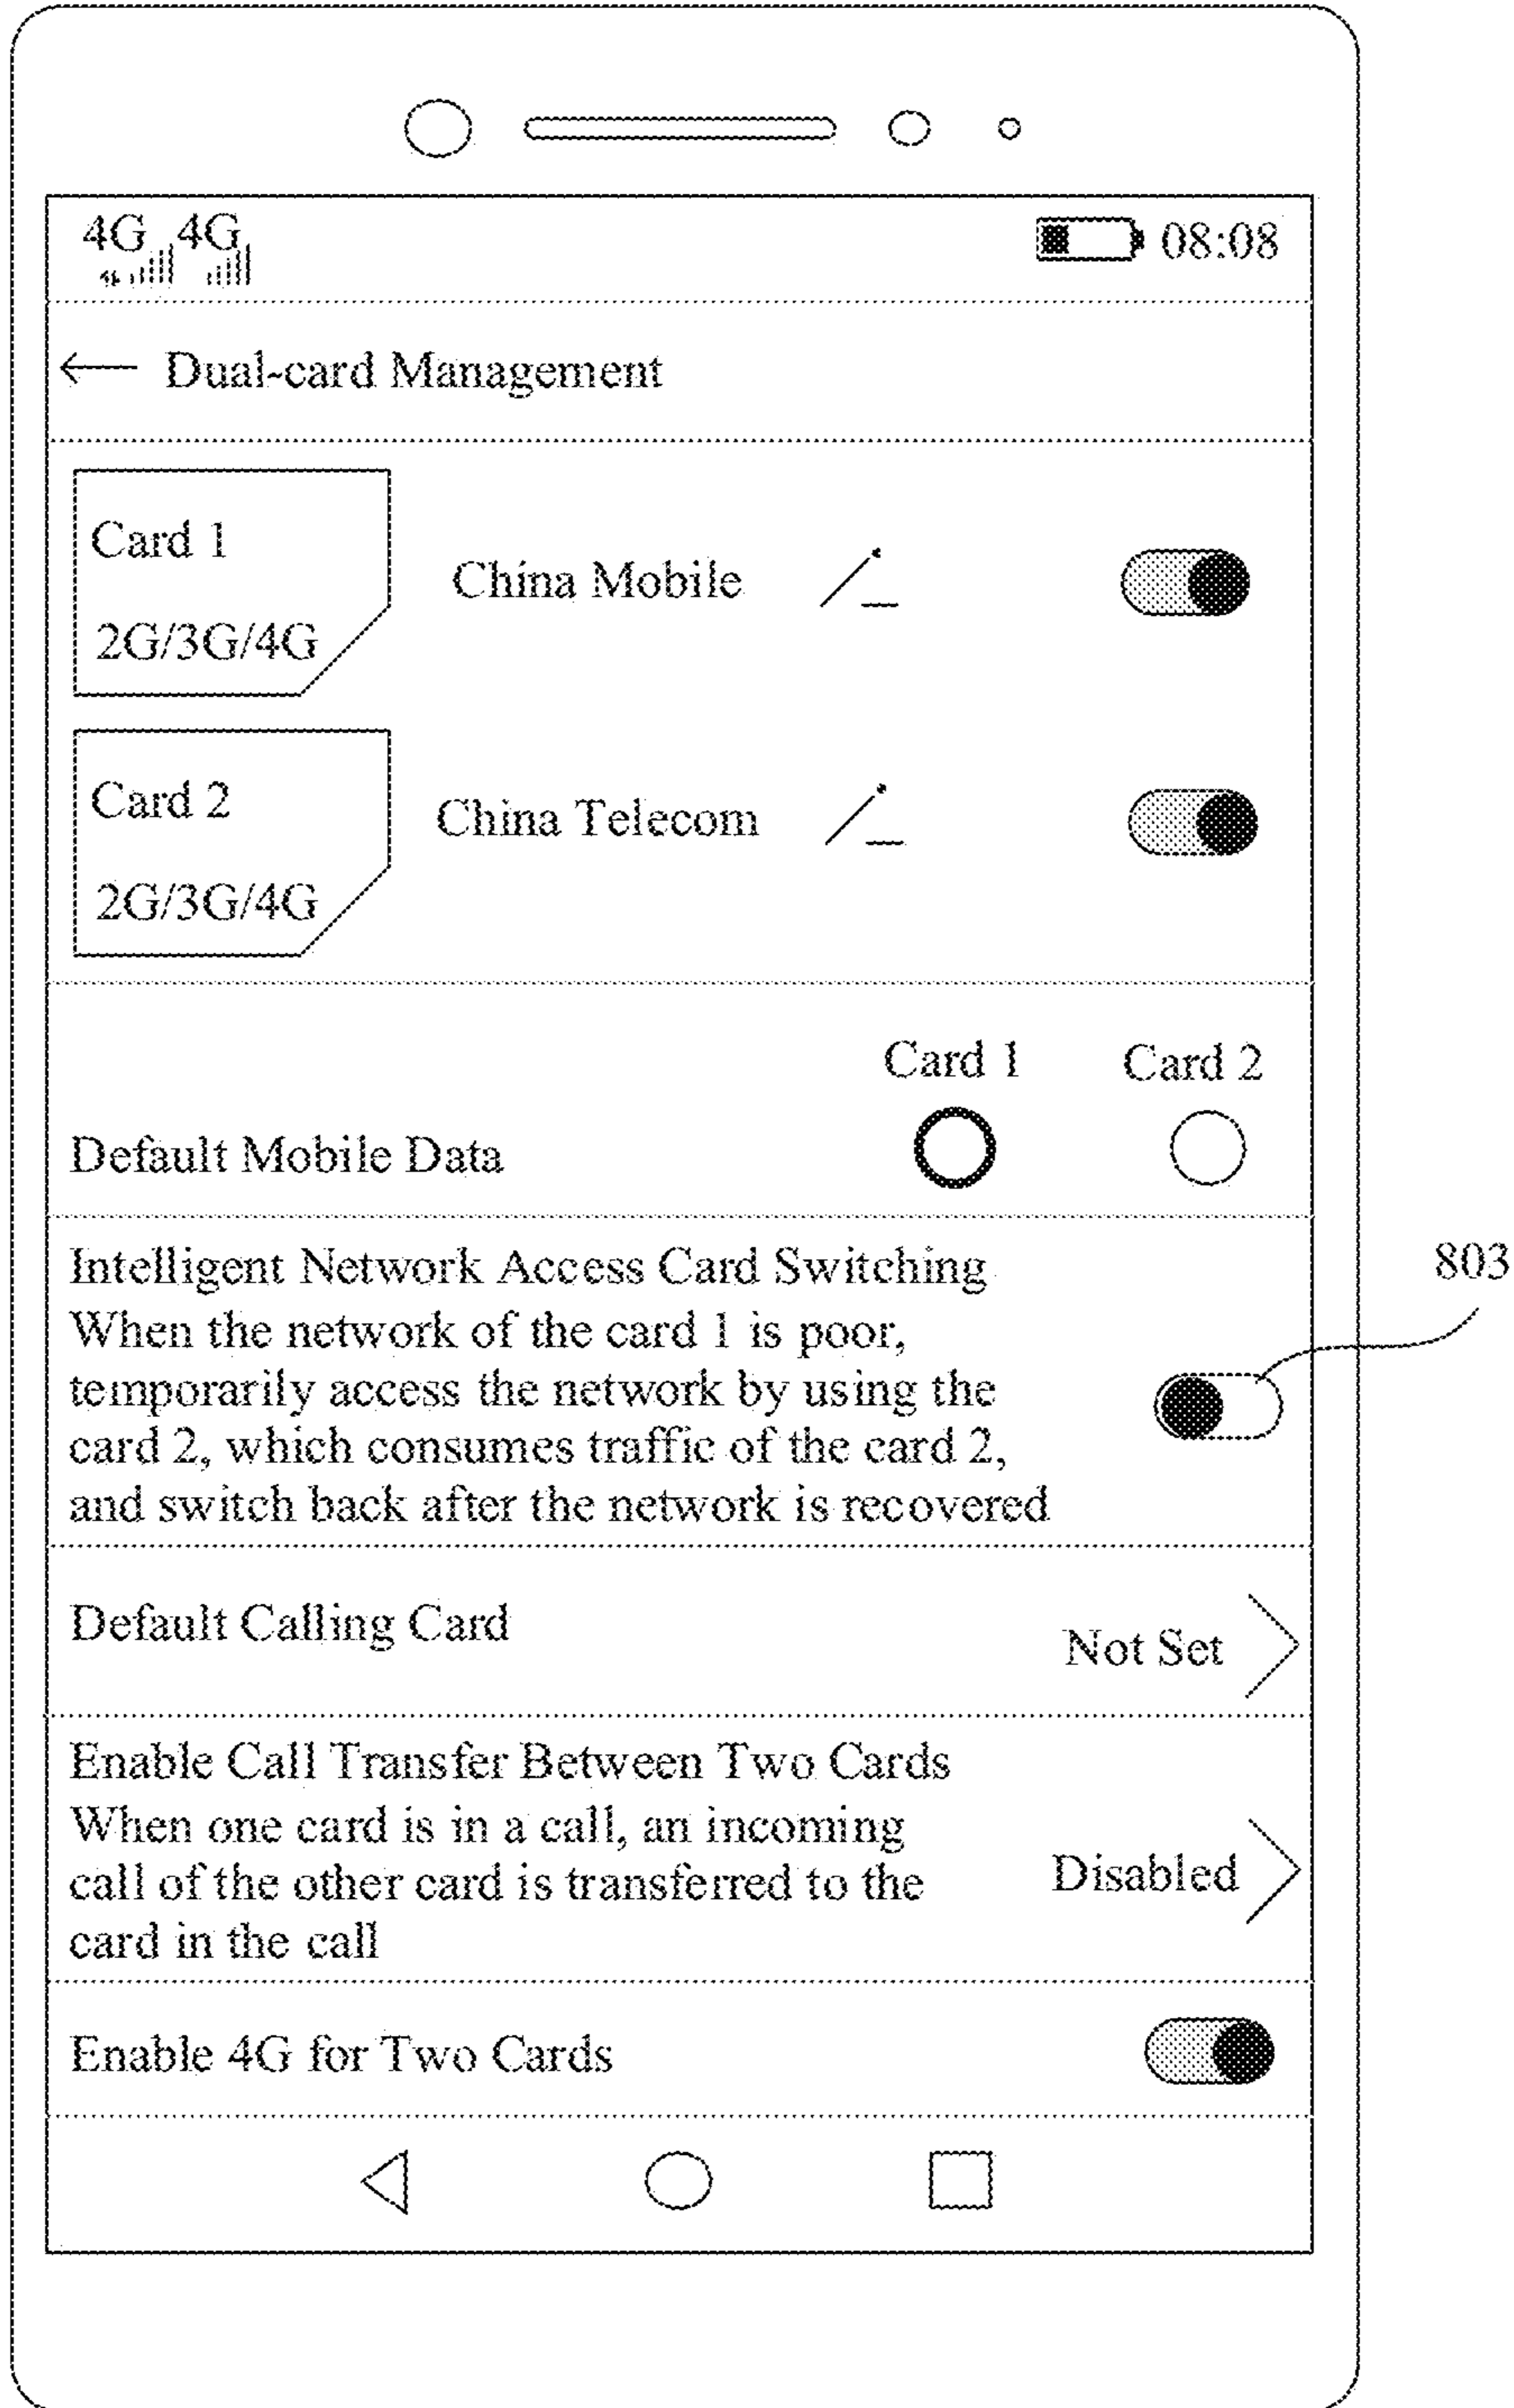 4G 4G 08:08
Dual-card Management
Card 1
China Mobile
2G/3G/4G
Card 2
China Telecom
2G/3G/4G
Card 1 Card 2
Default Mobile Data
Intelligent Network Access Card Switching
803
When the network of the card 1 is poor,
temporarily access the network by using the
card 2, which consumes traffic of the card 2,
and switch back after the network is recovered
Default Calling Card
Not Set
Enable Call Transfer Between Two Cards
When one card is in a call, an incoming
call of the other card is transferred to the
card in the call
Disabled
Enable 4G for Two Cards